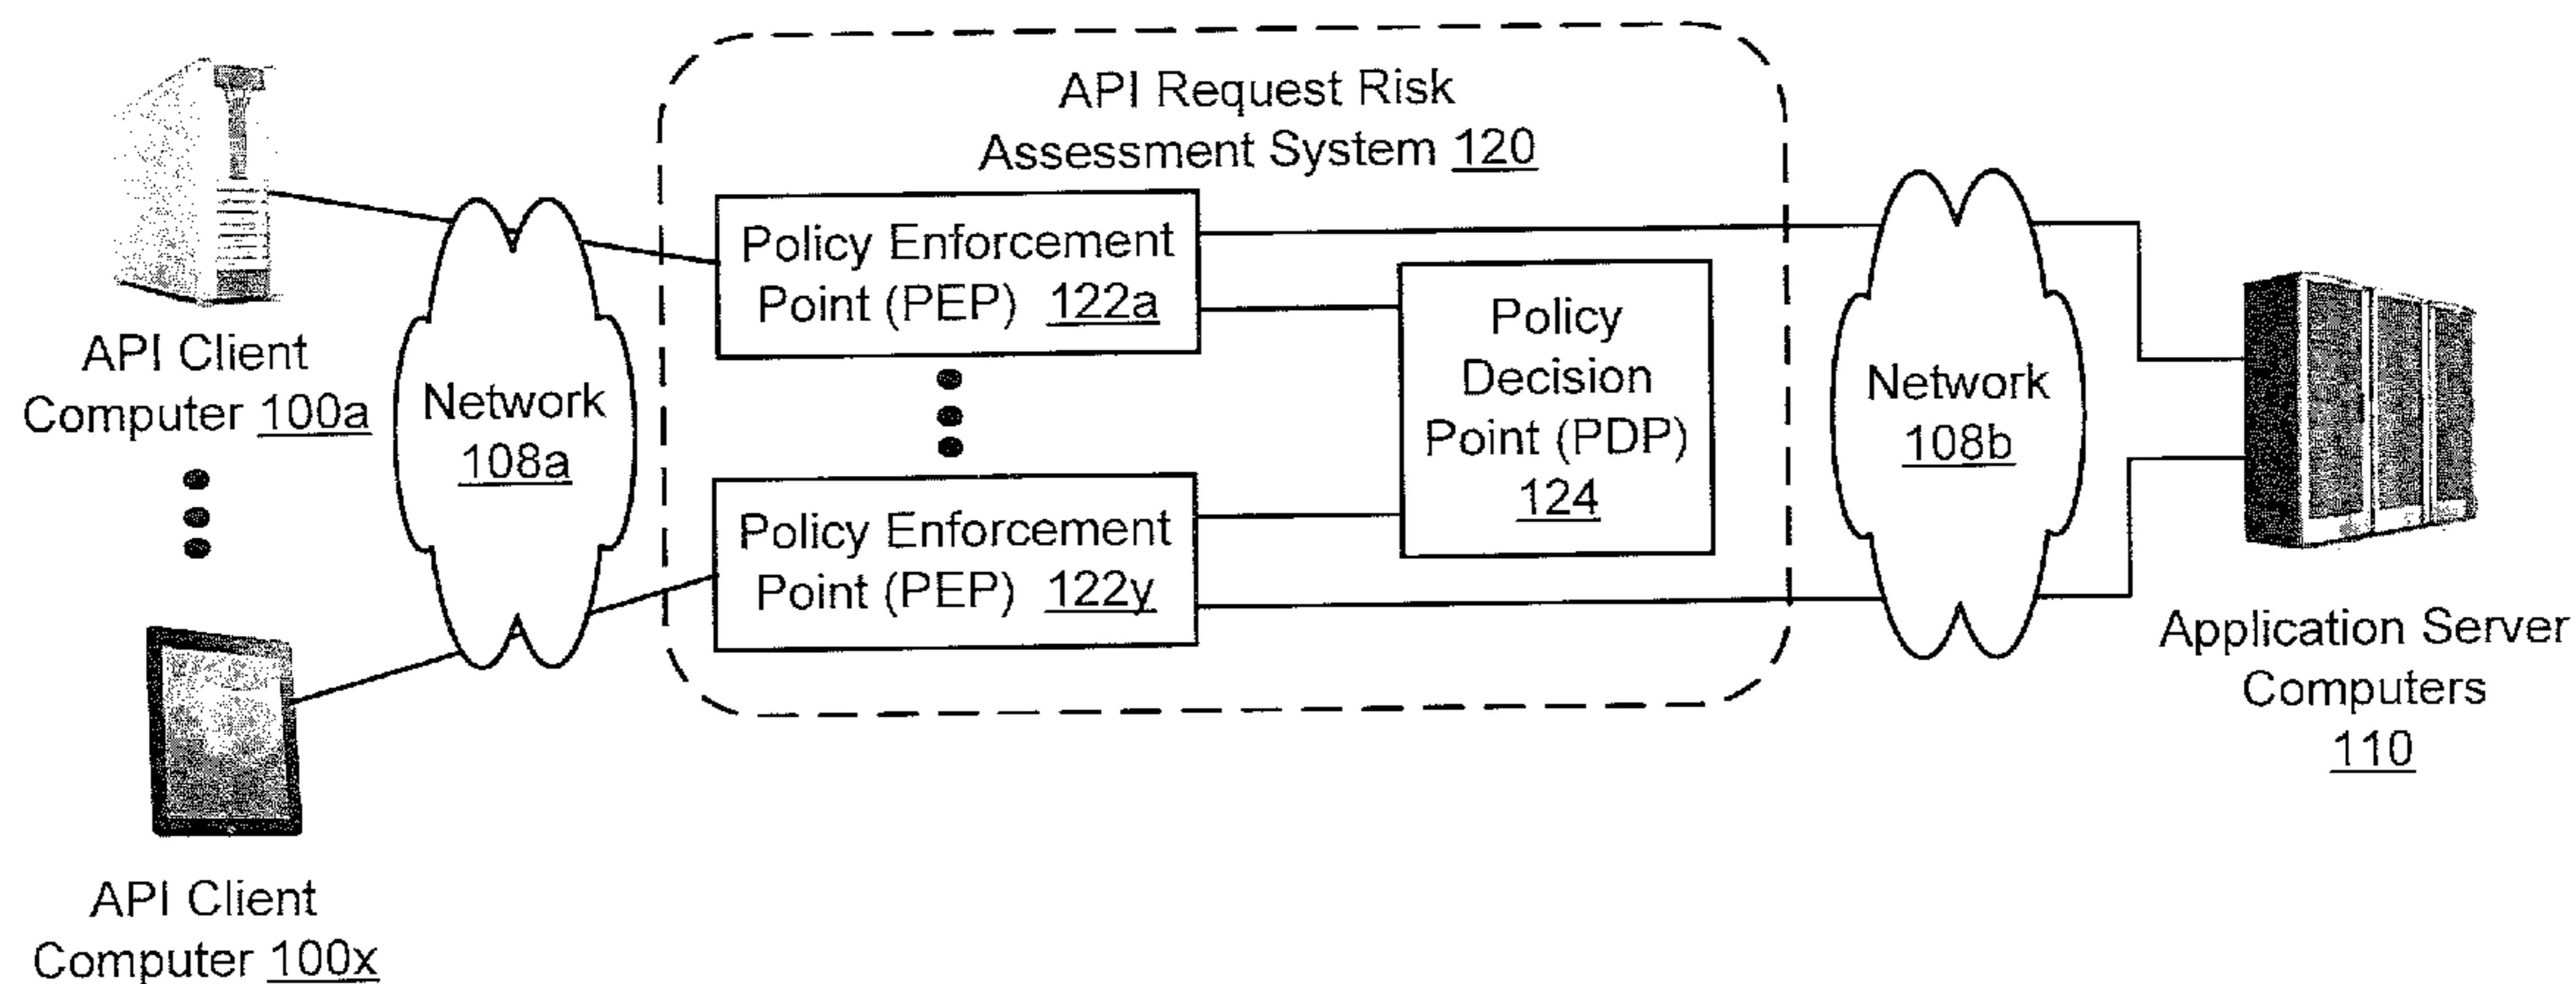 API Request Risk
Assessment System 120
Policy Enforcement
Point (PEP) 122a
Policy
Decision
Point (PDP)
124
API Client
Computer 100a
Network
108a
Network
108b
Policy Enforcement
Point (PEP) 122y
Application Server
Computers
110
API Client
Computer 100x